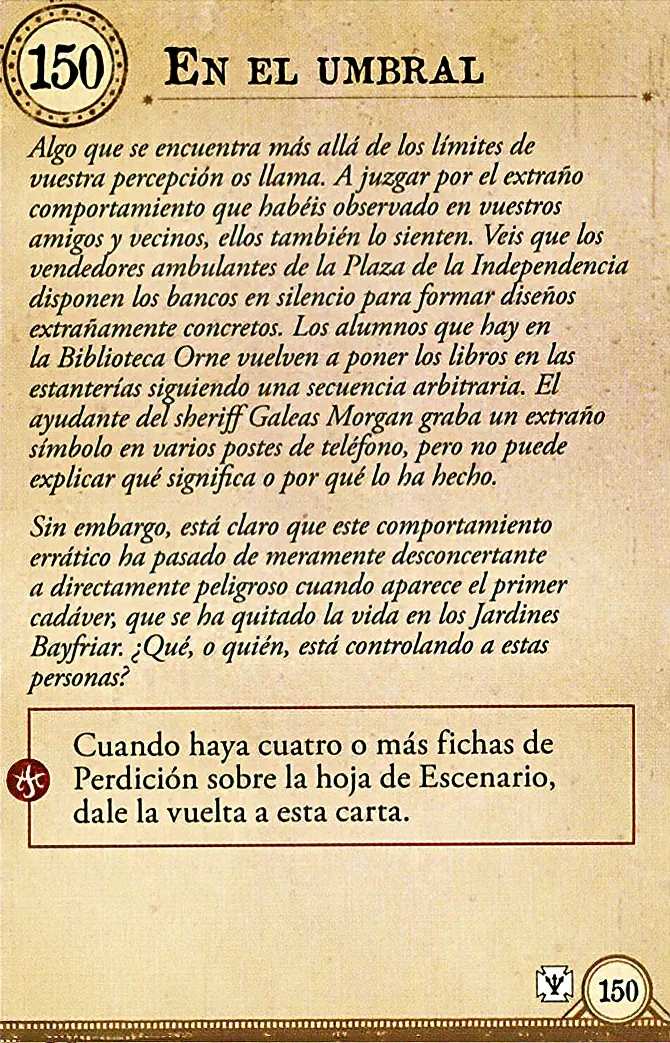 150
EN EL UMBRAL
Algo que se encuentra más allá de los límites de
vuestra percepción os llama. A juzgar por el extraño
comportamiento que habéis observado en vuestros
amigos y vecinos, ellos también lo sienten. Veis que los
vendedores ambulantes de la Plaza de la Independencia
disponen los bancos en silencio para formar diseños
extrañamente concretos. Los alumnos que hay en
la Biblioteca Orne vuelven a poner los libros en las
estanterías siguiendo una secuencia arbitraria. El
ayudante del sheriff Galeas Morgan graba un extraño
símbolo en varios postes de teléfono, pero no puede
explicar qué significa o por qué lo ha hecho.
Sin embargo, está claro que este comportamiento
errático ha pasado de meramente desconcertante
a directamente peligroso cuando aparece el primer
cadáver, que se ha quitado la vida en los Jardines
Bayfriar. ¿Qué, o quién, está controlando a estas
personas?
Cuando haya cuatro o más fichas de
Perdición sobre la hoja de Escenario,
dale la vuelta a esta carta.
150